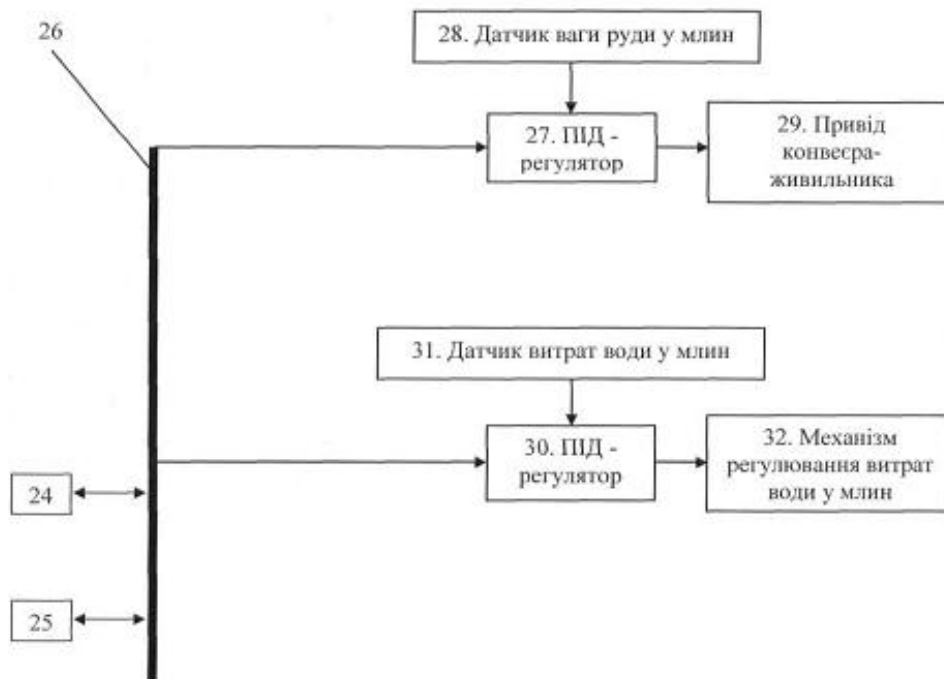 26
28. Датчик ваги руди у млин
27. ПІД -
регулятор
29. Привід
конвеєра-
живильника
31. Датчик витрат води у млин
30. ПІД -
регулятор
32. Механізм
регулювання витрат
води у млин
24
25